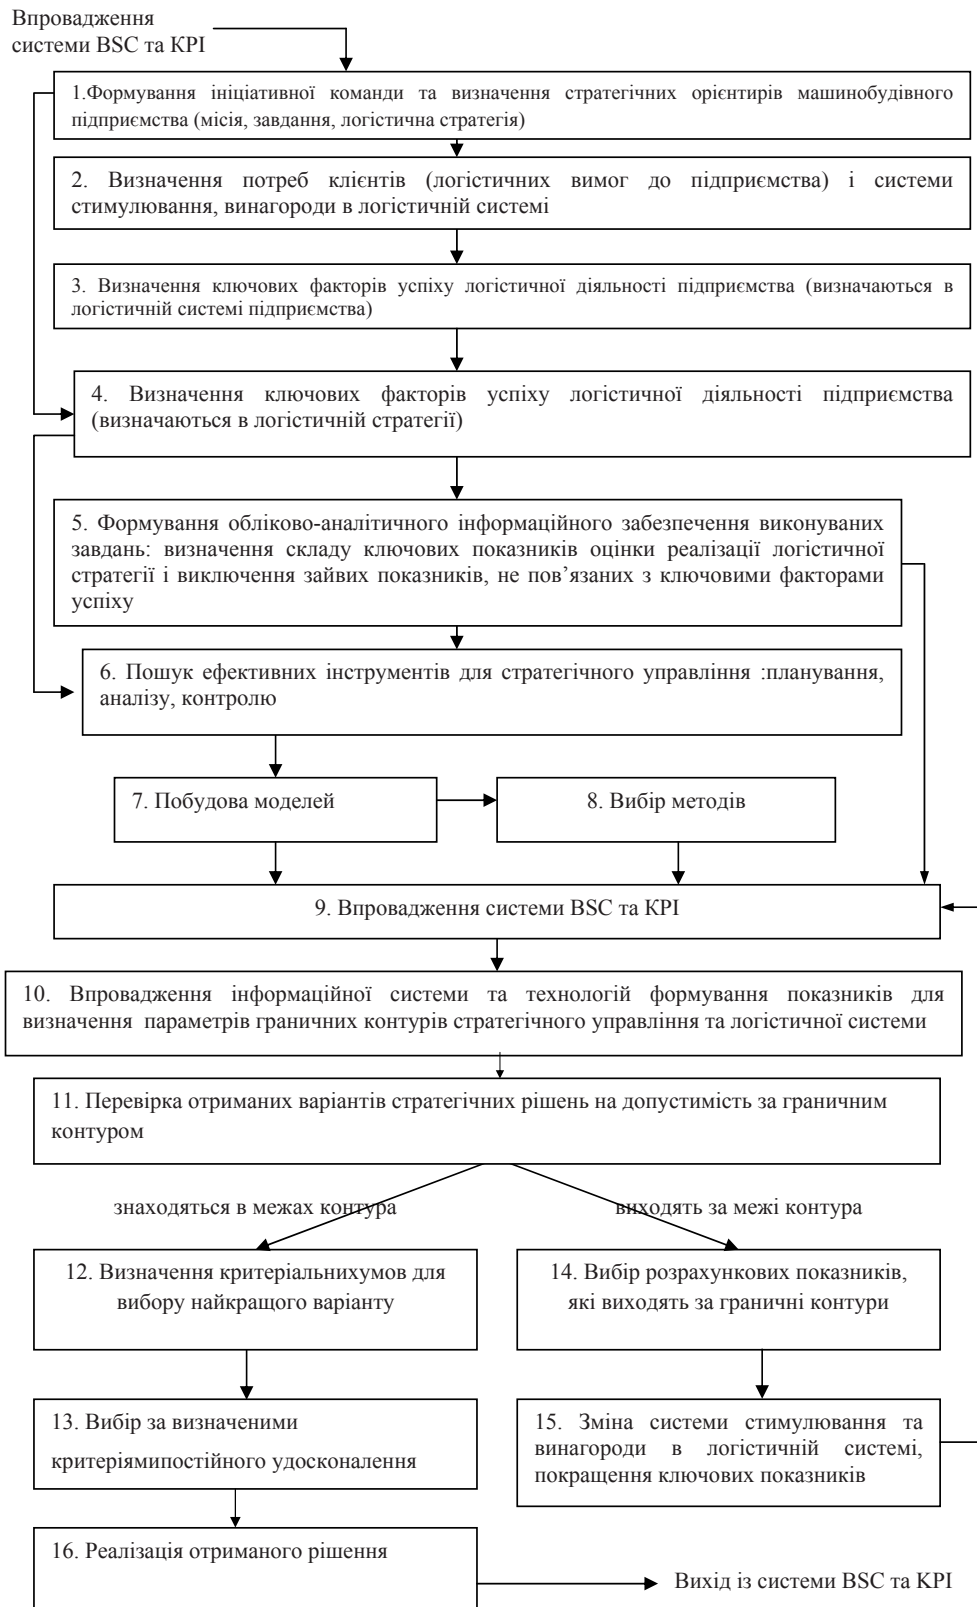 Впровадження
системи BSC та KPI
1.Формування ініціативної команди та визначення стратегічних орієнтирів машинобудівного
підприємства (місія, завдання, логістична стратегія)
2. Визначення потреб клієнтів (логістичних вимог до підприємства) і системи
стимулювання, винагороди в логістичній системі
3. Визначення ключових факторів успіху логістичної діяльності підприємства (визначаються в
логістичній системі підприємства)
4. Визначення ключових факторів успіху логістичної діяльності підприємства
(визначаються в логістичній стратегії)
5. Формування обліково-аналітичного інформаційного забезпечення виконуваних
завдань: визначення складу ключових показників оцінки реалізації логістичної
стратегії і виключення зайвих показників, не пов’язаних з ключовими факторами
успіху
6. Пошук ефективних інструментів для стратегічного управління :планування,
аналізу, контролю
7. Побудова моделей
8. Вибір методів
9. Впровадження системи BSC та KPI
10. Впровадження інформаційної системи та технологій формування показників для
визначення параметрів граничних контурів стратегічного управління та логістичної системи
11. Перевірка отриманих варіантів стратегічних рішень на допустимість за граничним
контуром
знаходяться в межах контура
виходять за межі контура
12. Визначення критеріальнихумов для
вибору найкращого варіанту
14. Вибір розрахункових показників,
які виходять за граничні контури
13. Вибір за визначеними
критеріямипостійного удосконалення
15. Зміна системи стимулювання та
винагороди в логістичній системі,
покращення ключових показників
16. Реалізація отриманого рішення
Вихід із системи BSC та KPI